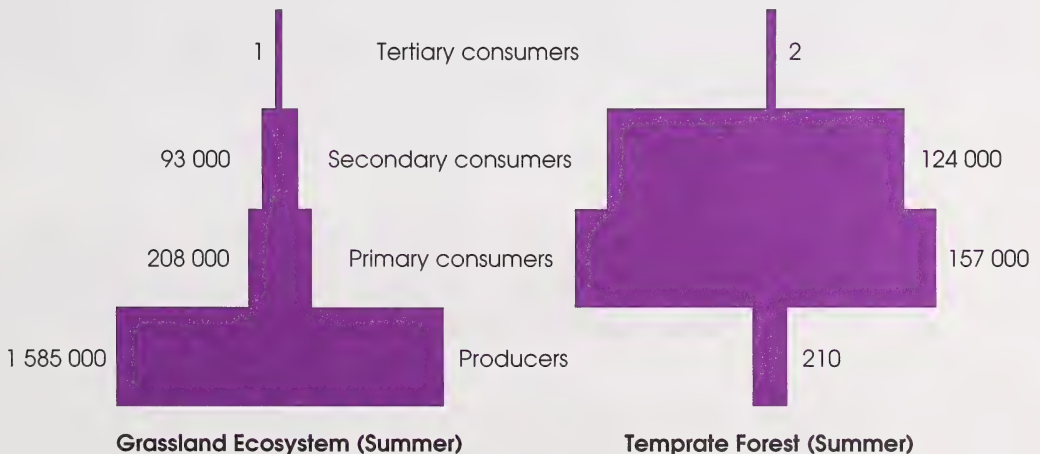 1 Tertiary consumers 2
93 000 Secondary consumers 124 000
208 000 Primary consumers 157 000
1 585 000 Producers 210
Grassland Ecosystem (Summer) Temprate Forest (Summer)